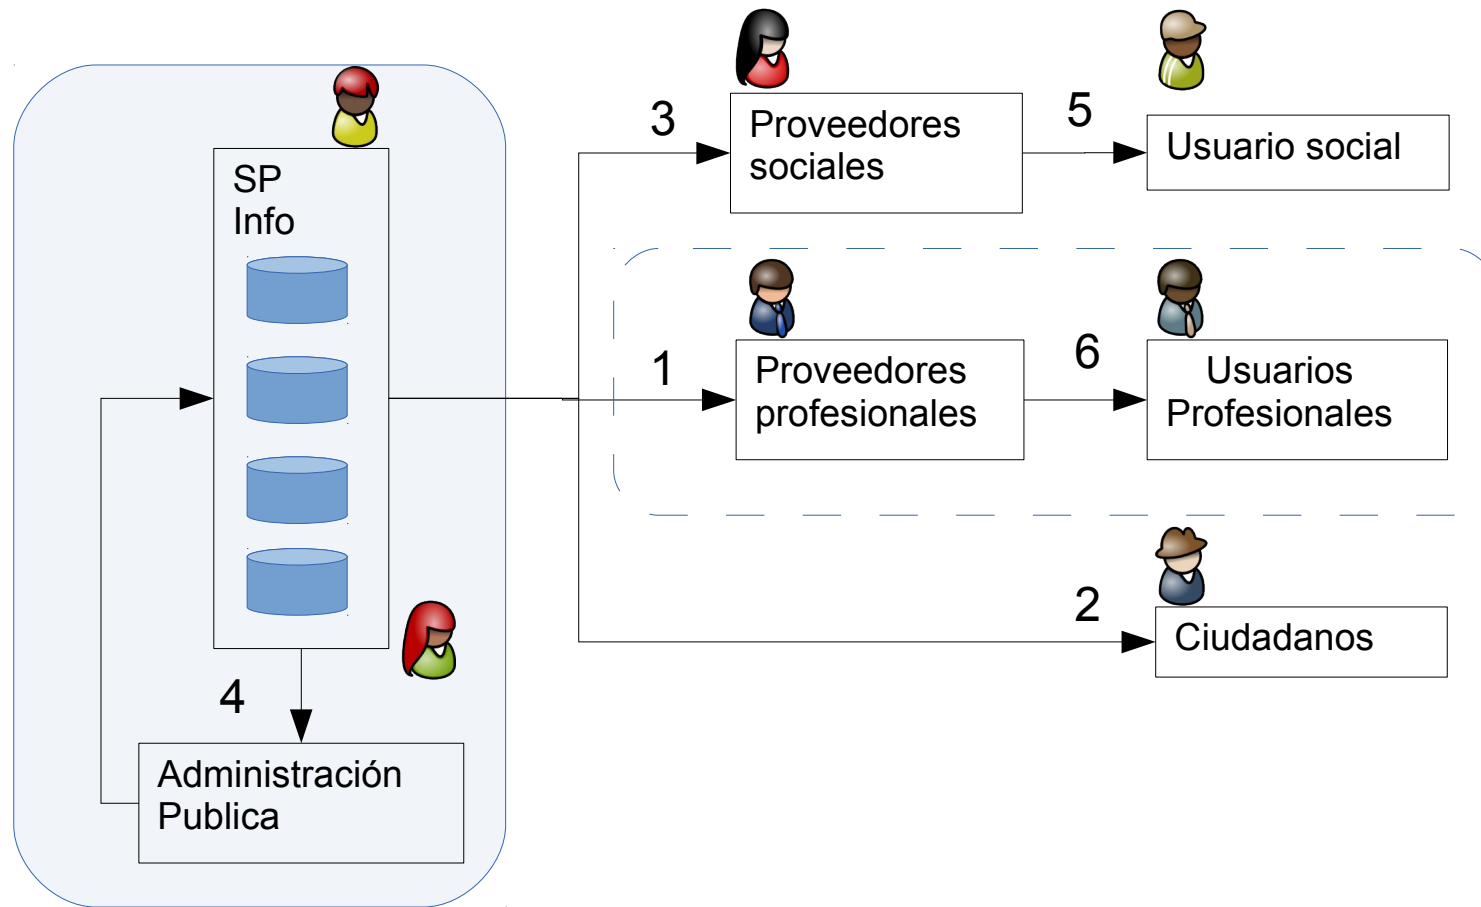 SP
Info
3
Proveedores
sociales
5
Usuario social
1
Proveedores
profesionales
6
Usuarios
Profesionales
2
Ciudadanos
4
Administración
Publica